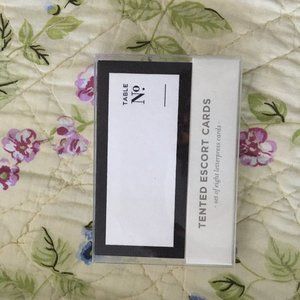 TABLE
No.
TENTED ESCORT CARDS
- set of eight letterpress cards -